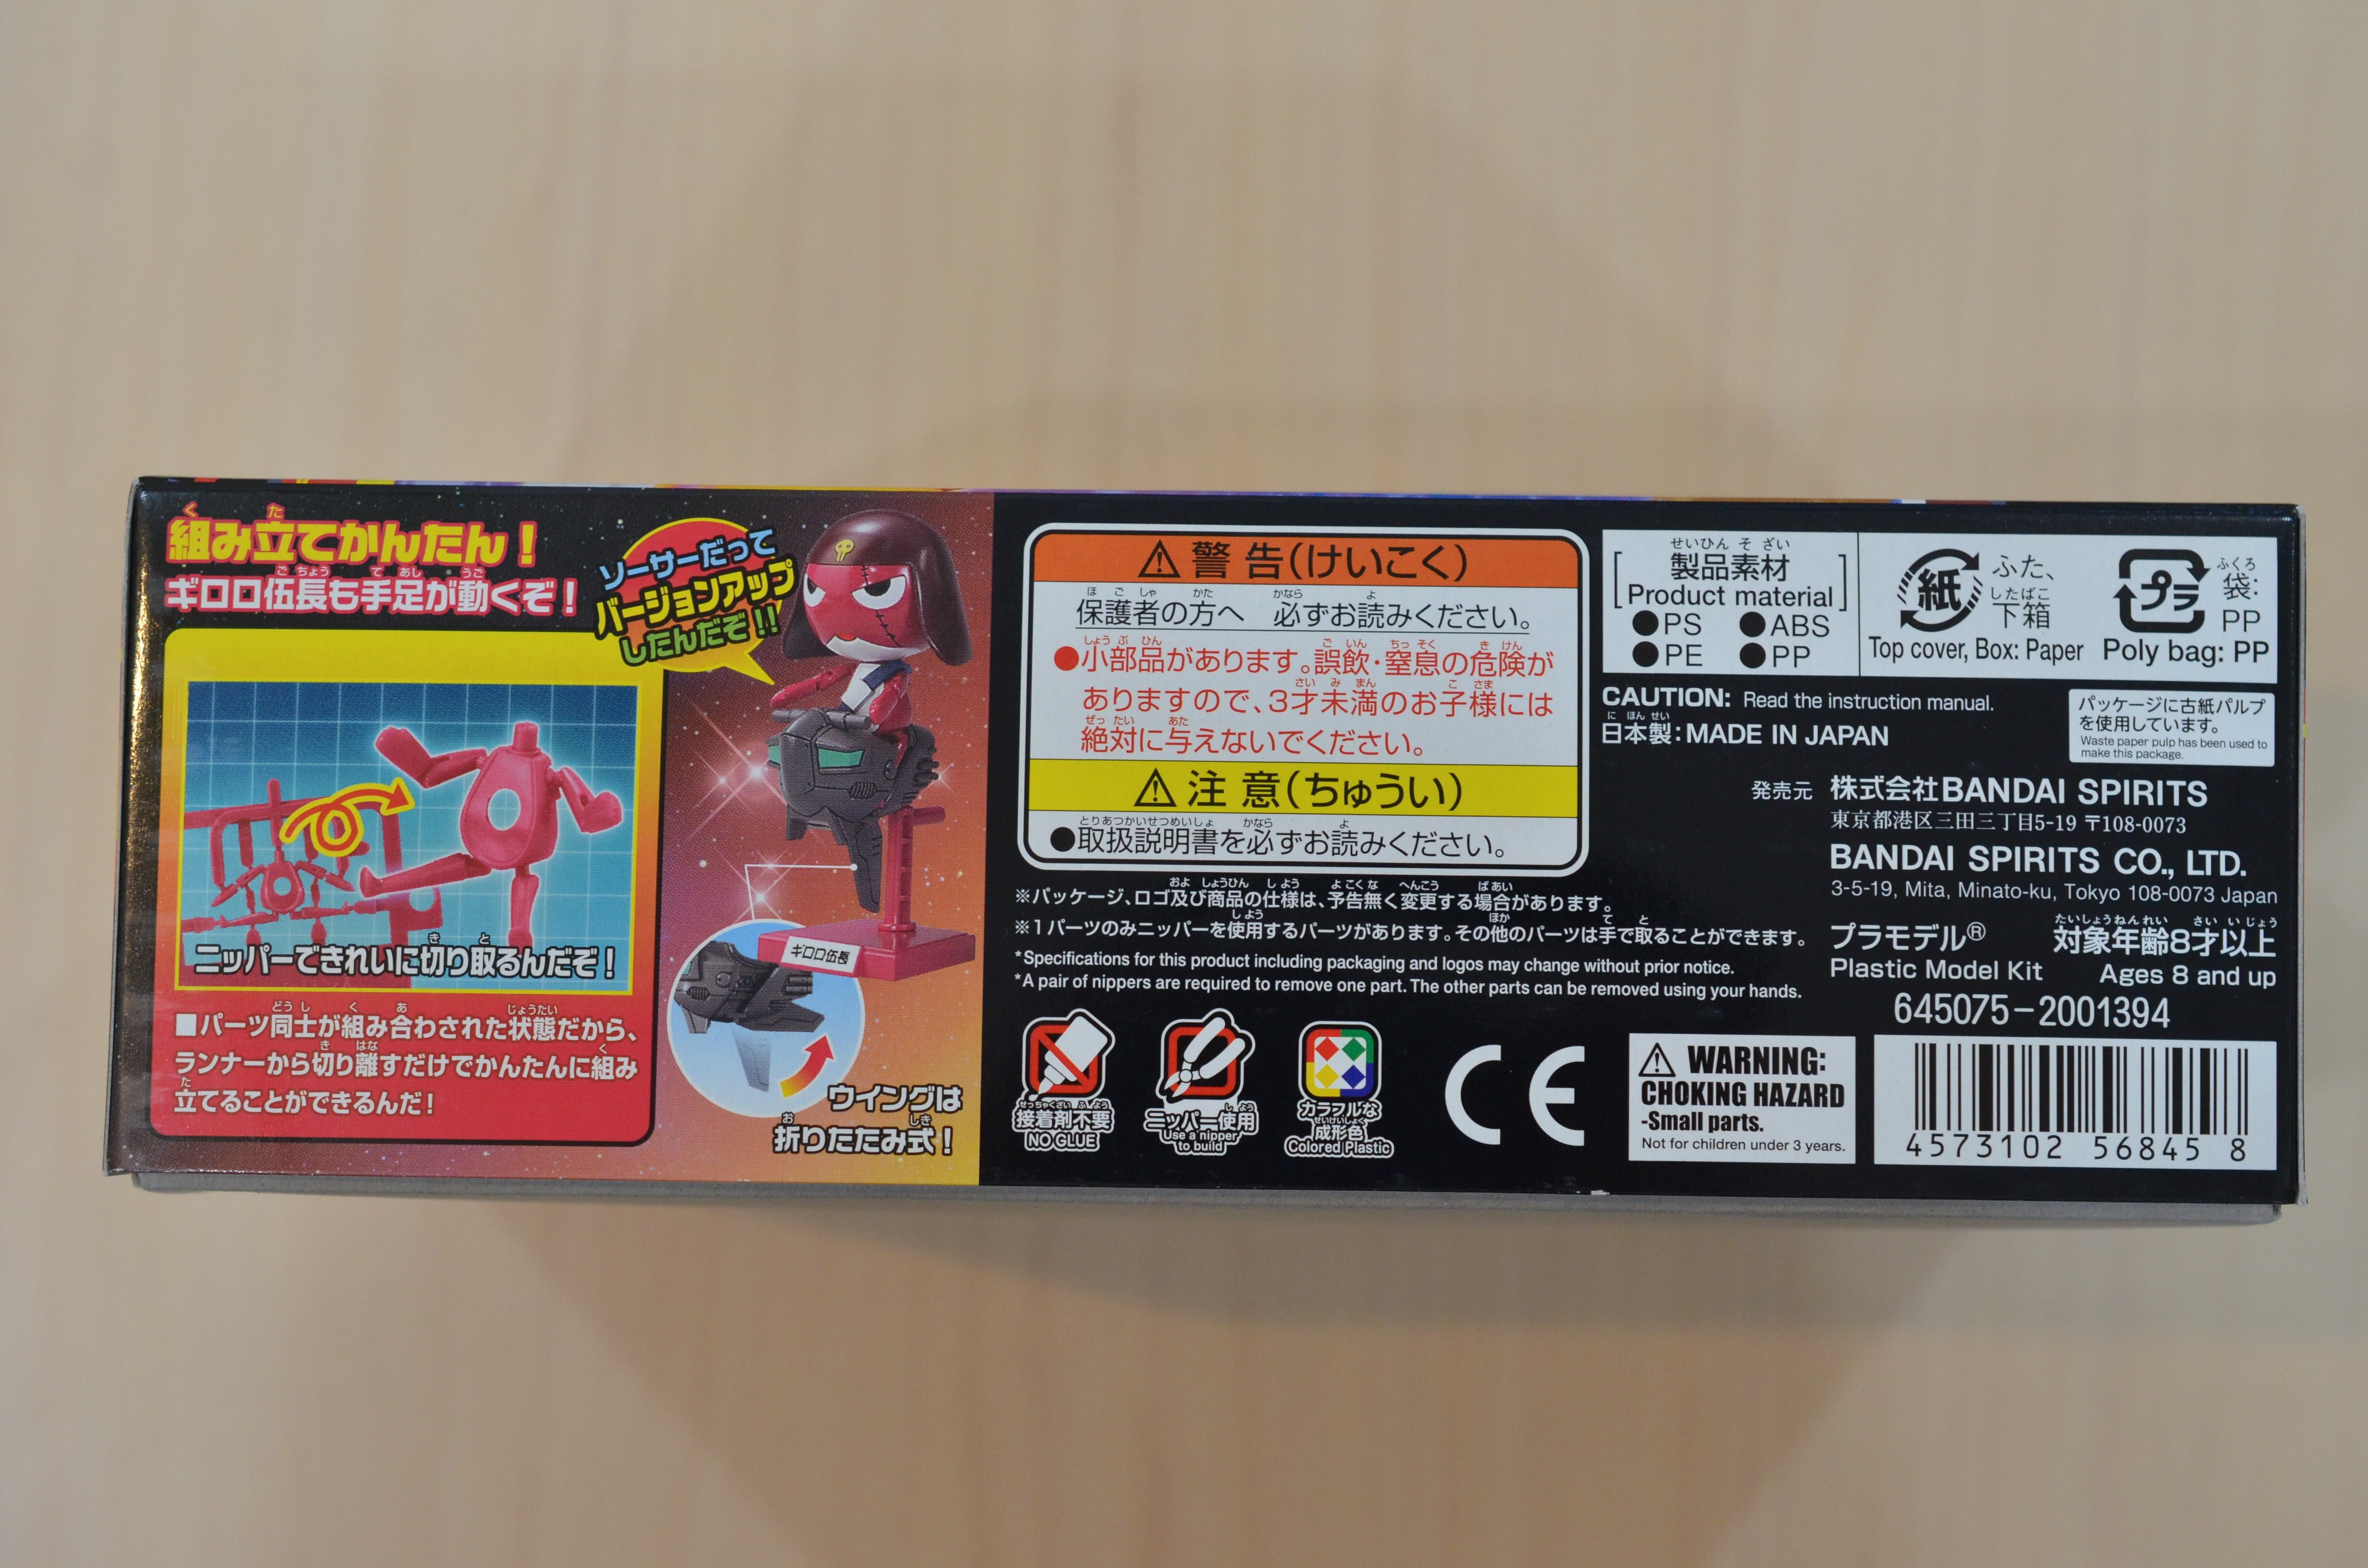 組み立てかんたん！
ギロロ伍長も手足が動くぞ！
ニッパーできれいに切り取るんだぞ！
■パーツ同士が組み合わされた状態だから、
ランナーから切り離すだけでかんたんに組み
立てることができるんだ！
ソーサーだって
バージョンアップ
したんだぞ!!
ギロロ伍長
ウイングは
折りたたみ式！
⚠警告（けいこく）
保護者の方へ　必ずお読みください。
●小部品があります。誤飲・窒息の危険が
ありますので、3才未満のお子様には
絶対に与えないでください。
⚠注意（ちゅうい）
●取扱説明書を必ずお読みください。
※パッケージ、ロゴ及び商品の仕様は、予告無く変更する場合があります。
※1パーツのみニッパーを使用するパーツがあります。その他のパーツは手で取ることができます。
*Specifications for this product including packaging and logos may change without prior notice.
*A pair of nippers are required to remove one part. The other parts can be removed using your hands.
接着剤不要
NO GLUE
ニッパー使用
Use a nipper
to build
カラフルな
成形色
Colored Plastic
CE
製品素材
Product material
●PS ●ABS
●PE ●PP
紙
ふた、
下箱
Top cover, Box: Paper
プラ
袋:
PP
Poly bag: PP
CAUTION: Read the instruction manual.
日本製：MADE IN JAPAN
パッケージに古紙パルプ
を使用しています。
Waste paper pulp has been used to
make this package.
発売元 株式会社BANDAI SPIRITS
東京都港区三田三丁目5-19 〒108-0073
BANDAI SPIRITS CO., LTD.
3-5-19, Mita, Minato-ku, Tokyo 108-0073 Japan
プラモデル® 対象年齢8才以上
Plastic Model Kit Ages 8 and up
645075-2001394
⚠WARNING:
CHOKING HAZARD
-Small parts.
Not for children under 3 years.
4573102 56845 8